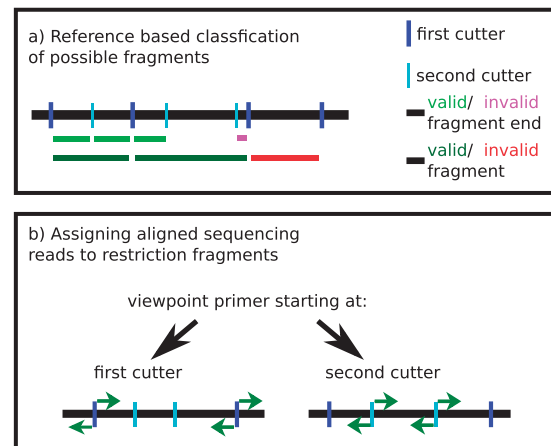 a) Reference based classfication
of possible fragments
first cutter
second cutter
valid/ invalid
fragment end
valid/ invalid
fragment
b) Assigning aligned sequencing
reads to restriction fragments
viewpoint primer starting at:
first cutter
second cutter